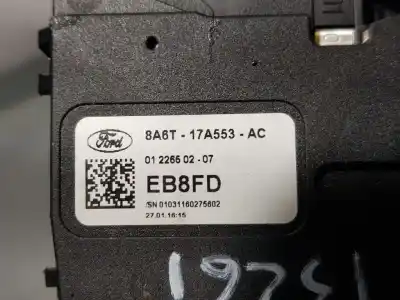 Ford
8A6T - 17A553 - AC
01 2265 02 - 07
EB8FD
/SN 01031160275602
27.01.16:15